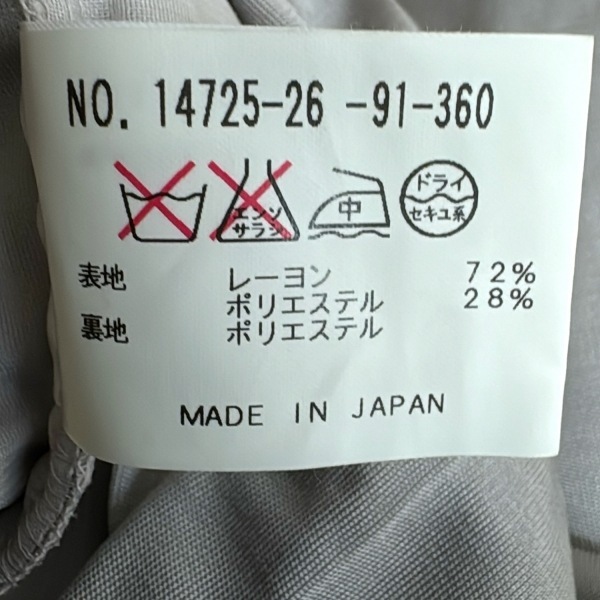 NO. 14725-26 -91-360
エンソ サラシ 中 ドライ セキユ系
表地 レーヨン 72%
ポリエステル 28%
裏地 ポリエステル
MADE IN JAPAN